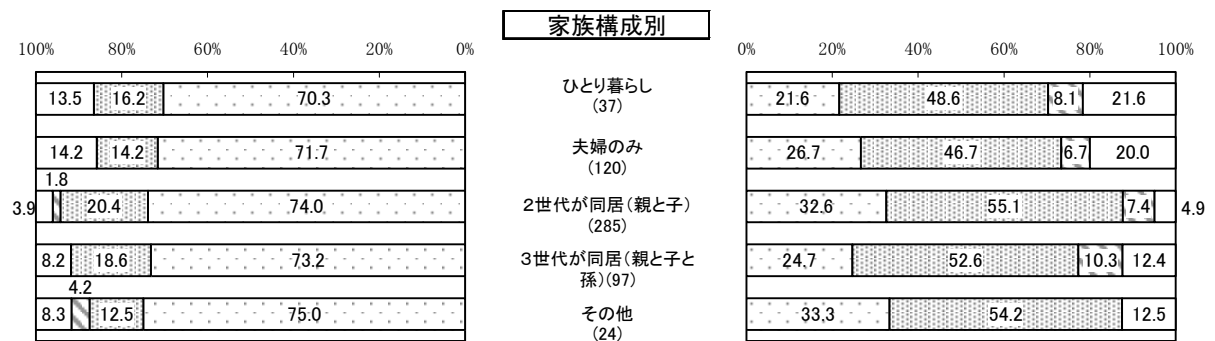 家族構成別
100% 80% 60% 40% 20% 0% 0% 20% 40% 60% 80% 100%
13.5 16.2 70.3 ひとり暮らし 21.6 48.6 8.1 21.6
(37)
14.2 14.2 71.7 夫婦のみ 26.7 46.7 6.7 20.0
(120)
1.8
3.9 20.4 74.0 2世代が同居(親と子) 32.6 55.1 7.4 4.9
(285)
8.2 18.6 73.2 3世代が同居(親と子と 24.7 52.6 10.3 12.4
孫)(97)
4.2
8.3 12.5 75.0 その他 33.3 54.2 12.5
(24)